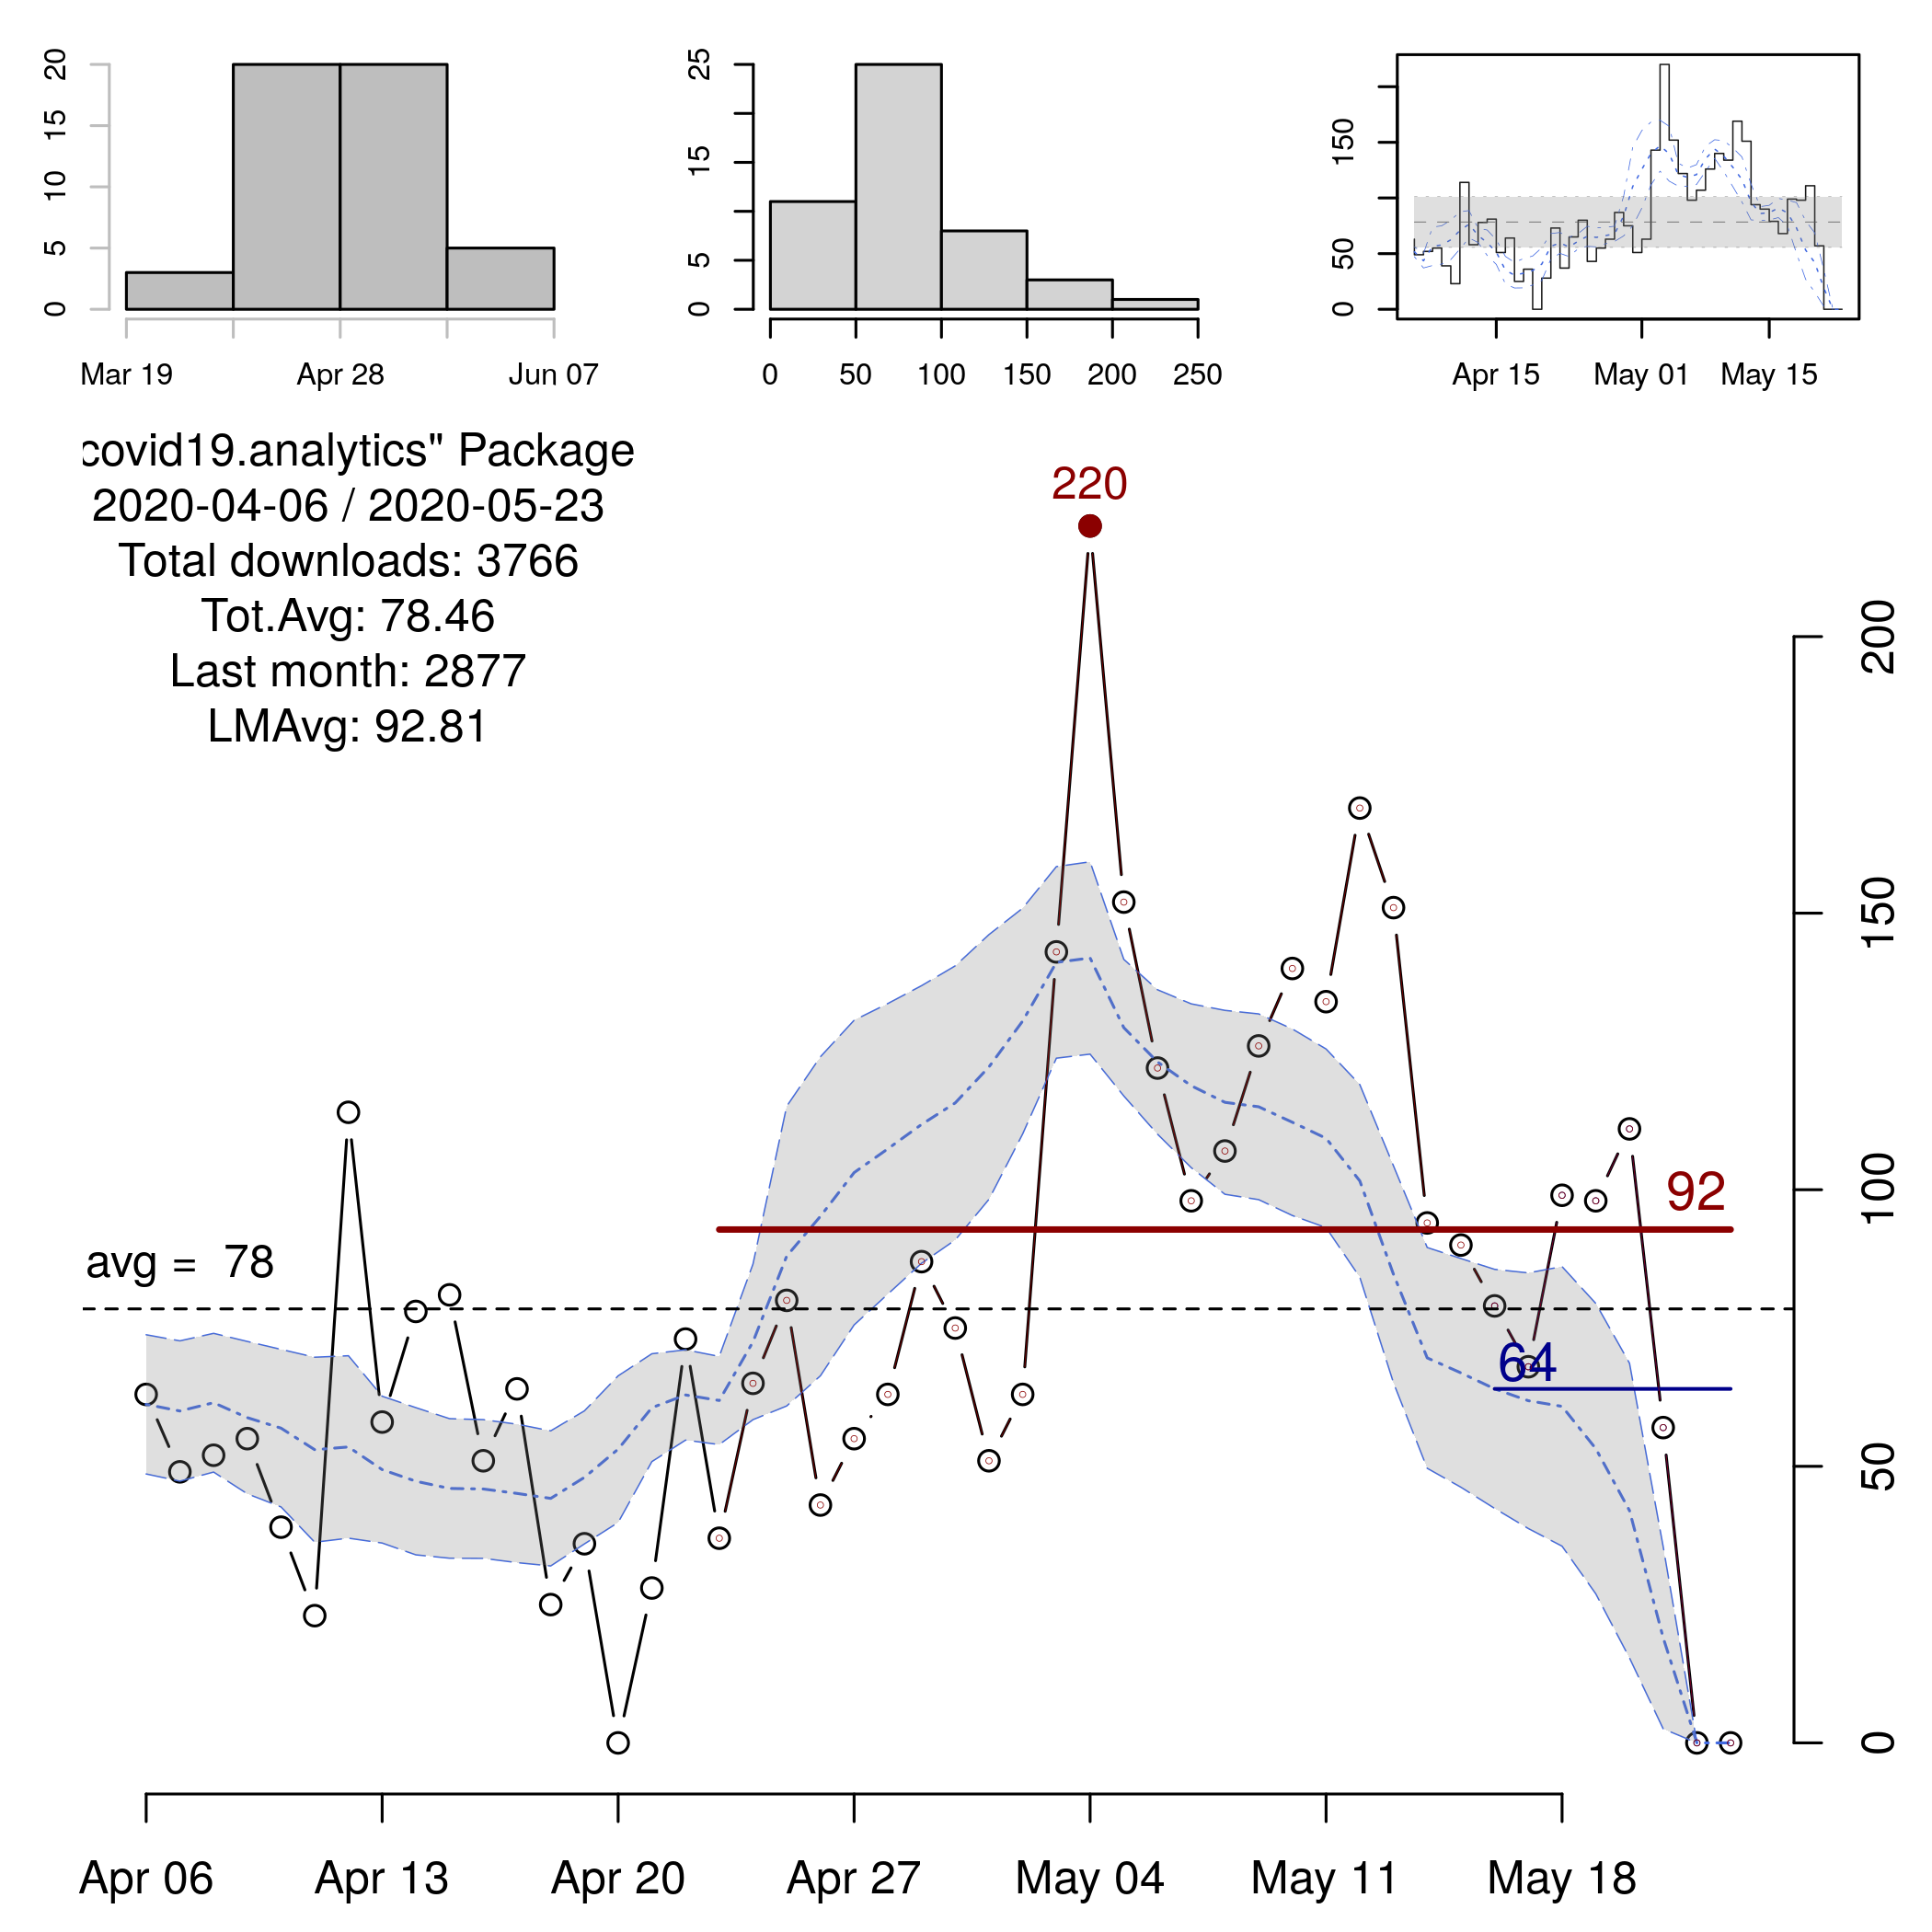 20
15
10
5
0
Mar 19 Apr 28 Jun 07
25
15
5
0
0 50 100 150 200 250
150
50
0
Apr 15 May 01 May 15
covid19.analytics" Package
2020-04-06 / 2020-05-23
Total downloads: 3766
Tot.Avg: 78.46
Last month: 2877
LMAvg: 92.81
220
92
avg = 78
64
200
150
100
50
0
Apr 06 Apr 13 Apr 20 Apr 27 May 04 May 11 May 18